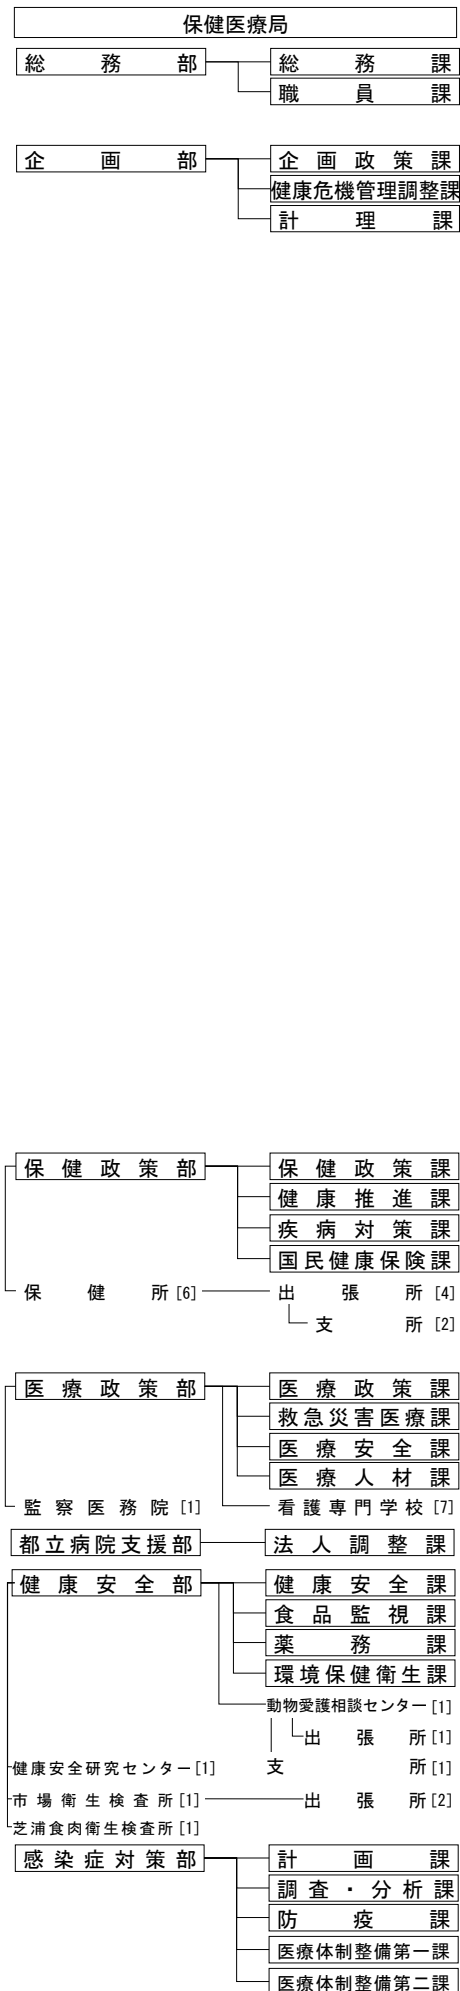 保健医療局
総務部 総務課
職員課
企画部 企画政策課
健康危機管理調整課
計理課
保健政策部 保健政策課
健康推進課
疾病対策課
国民健康保険課
保健所[6] 出張所[4]
支所[2]
医療政策部 医療政策課
救急災害医療課
医療安全課
医療人材課
監察医務院[1] 看護専門学校[7]
都立病院支援部 法人調整課
健康安全部 健康安全課
食品監視課
薬務課
環境保健衛生課
動物愛護相談センター[1]
出張所[1]
健康安全研究センター[1] 支所[1]
市場衛生検査所[1] 出張所[2]
芝浦食肉衛生検査所[1]
感染症対策部 計画課
調査・分析課
防疫課
医療体制整備第一課
医療体制整備第二課